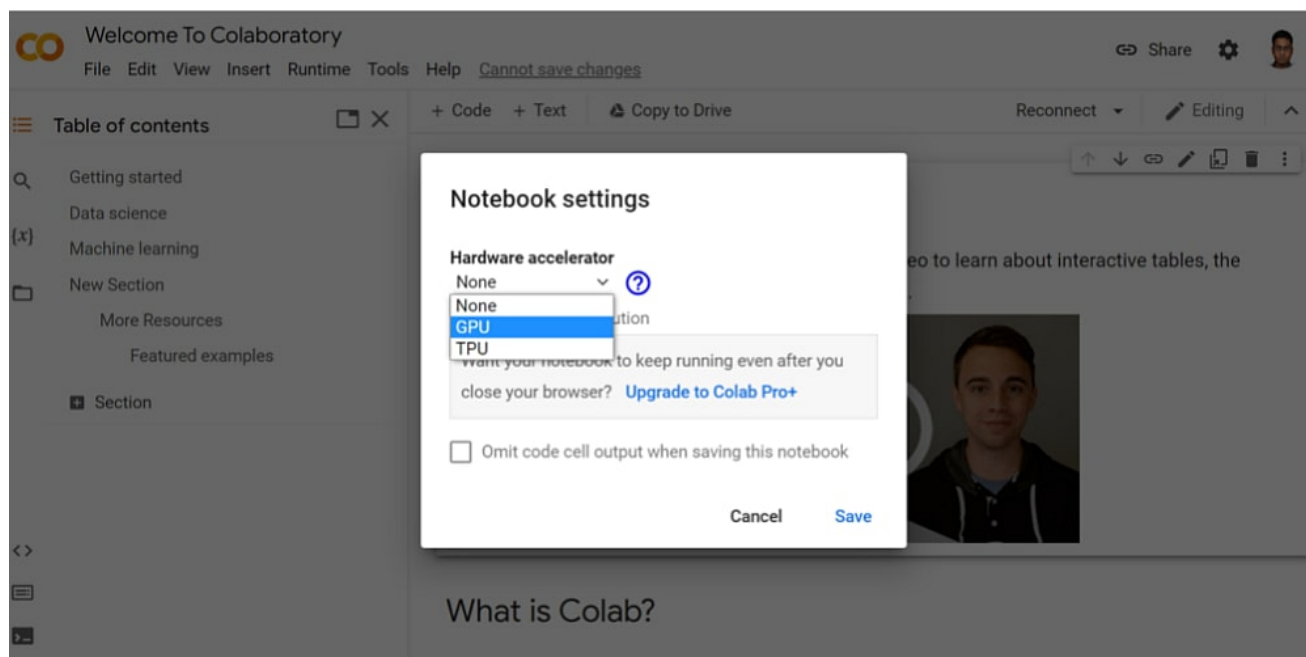 Welcome To Colaboratory
File Edit View Insert Runtime Tools Help Cannot save changes
Share
Table of contents
Getting started
Data science
{x}
Machine learning
New Section
More Resources
Featured examples
Section
+ Code + Text Copy to Drive
Reconnect Editing
Notebook settings
Hardware accelerator
None
?
None
GPU
TPU
Want your notebook to keep running even after you
close your browser? Upgrade to Colab Pro+
Omit code cell output when saving this notebook
Cancel Save
to learn about interactive tables, the
What is Colab?